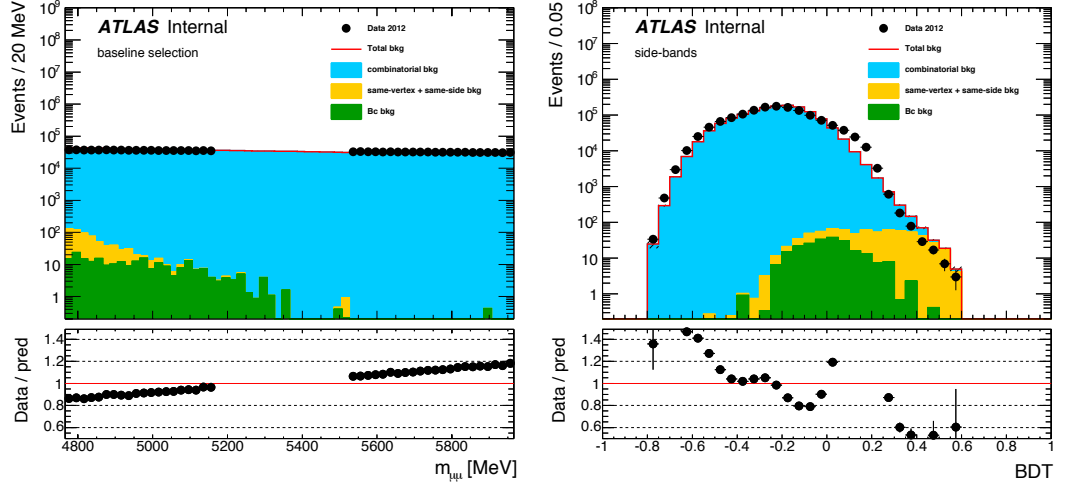 ATLAS Internal
baseline selection
Data 2012
Total bkg
combinatorial bkg
same-vertex + same-side bkg
Bc bkg
Events / 20 MeV
10⁹
10⁸
10⁷
10⁶
10⁵
10⁴
10³
10²
10
1
Data / pred
1.4
1.2
1
0.8
0.6
4800 5000 5200 5400 5600 5800
mμμ [MeV]
ATLAS Internal
side-bands
Data 2012
Total bkg
combinatorial bkg
same-vertex + same-side bkg
Bc bkg
Events / 0.05
10⁸
10⁷
10⁶
10⁵
10⁴
10³
10²
10
1
Data / pred
1.4
1.2
1
0.8
0.6
-1 -0.8 -0.6 -0.4 -0.2 0 0.2 0.4 0.6 0.8 1
BDT